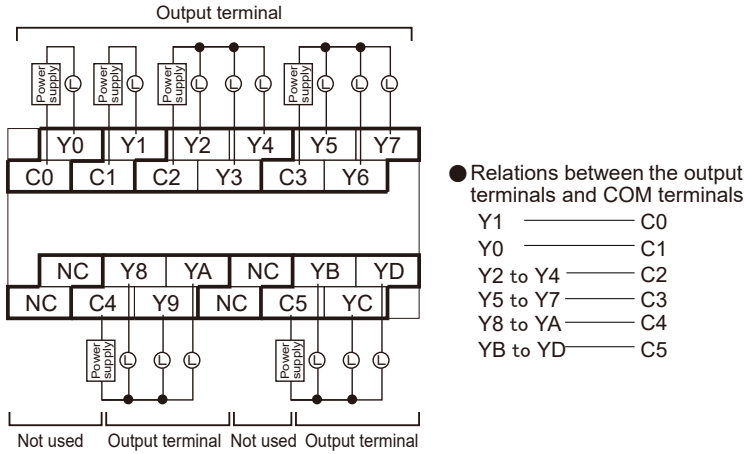 Output terminal
Power supply L Power supply L Power supply L L L Power supply L L L
Y0 Y1 Y2 Y4 Y5 Y7
C0 C1 C2 Y3 C3 Y6
NC Y8 YA NC YB YD
NC C4 Y9 NC C5 YC
Power supply L L L Power supply L L L
Not used Output terminal Not used Output terminal
● Relations between the output
terminals and COM terminals
Y1 C0
Y0 C1
Y2 to Y4 C2
Y5 to Y7 C3
Y8 to YA C4
YB to YD C5